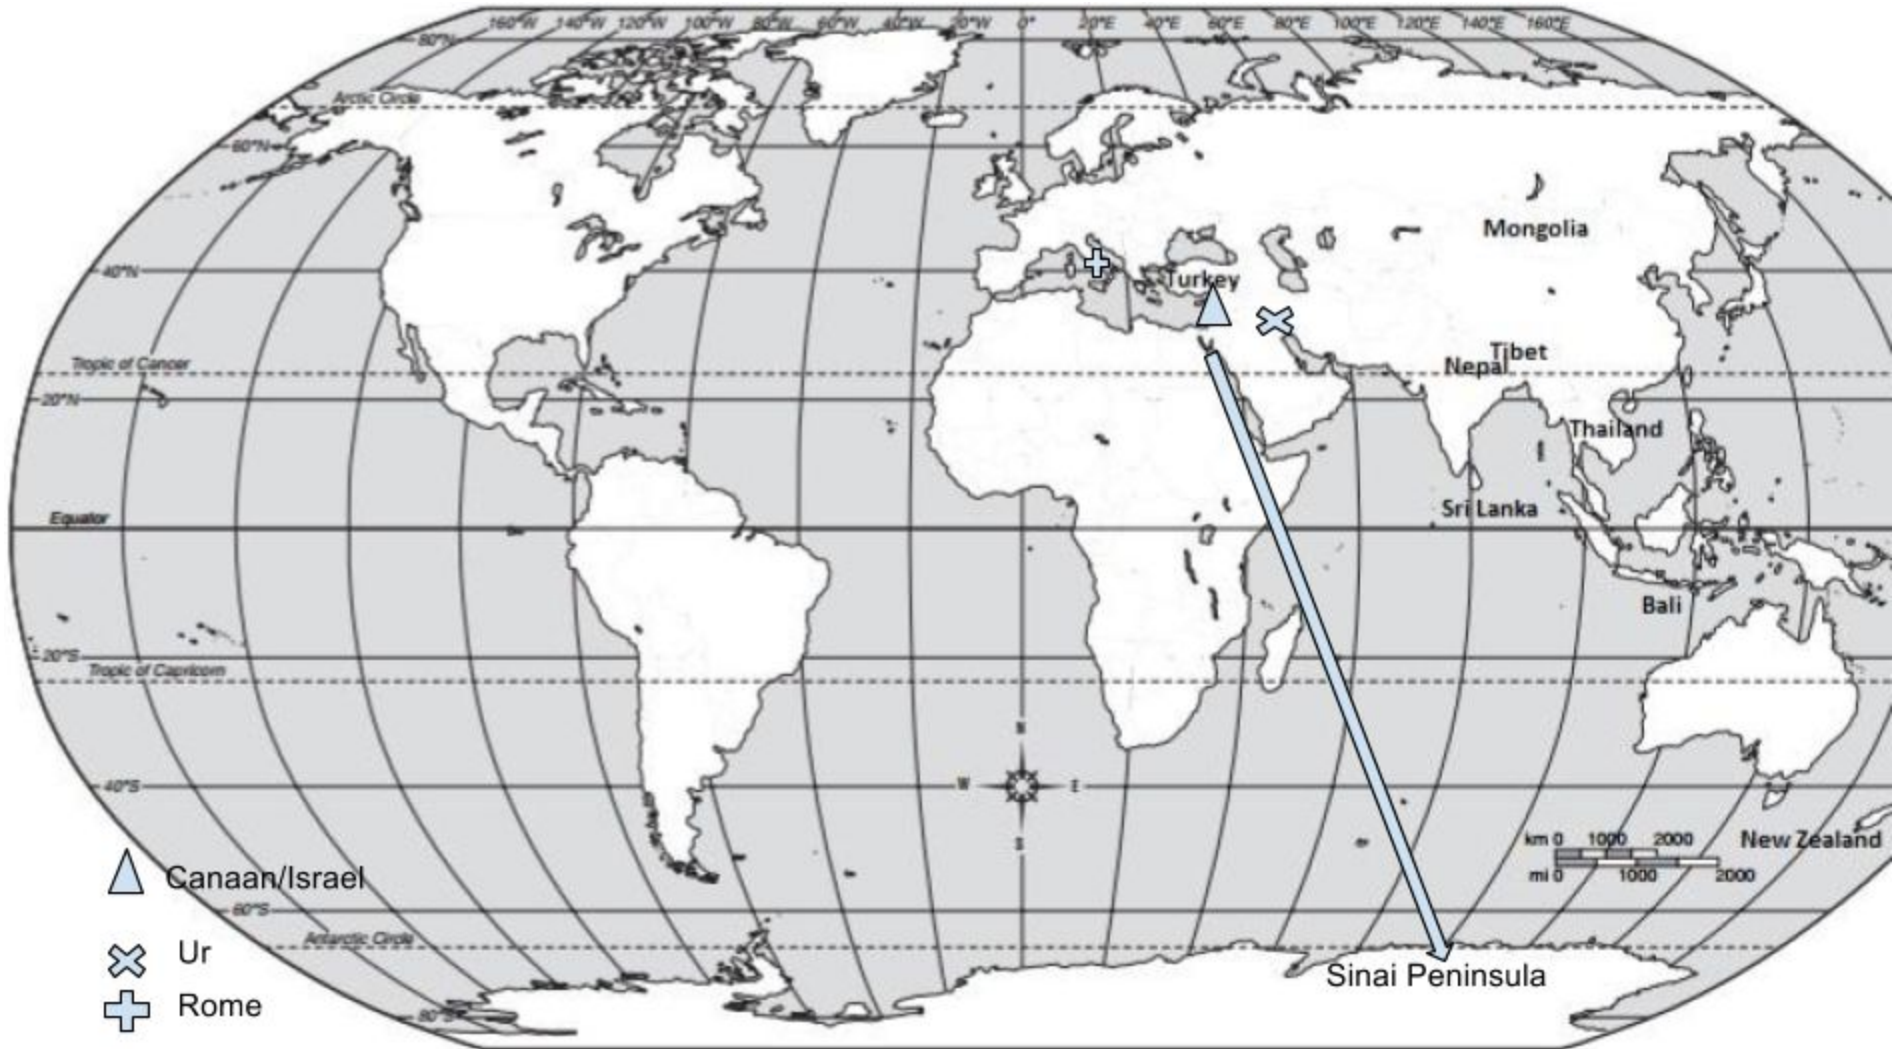 160°W 140°W 120°W 100°W 80°W 60°W 40°W 20°W 0° 20°E 40°E 60°E 80°E 100°E 120°E 140°E 160°E
80°N
Arctic Circle
60°N
Mongolia
40°N
Turkey
Tibet
Nepal
Tropic of Cancer
20°N
Thailand
Sri Lanka
Equator
Bali
20°S
Tropic of Capricorn
N
W E
S
40°S
km 0 1000 2000
mi 0 1000 2000
New Zealand
Canaan/Israel
60°S
Antarctic Circle
Ur
Sinai Peninsula
Rome
80°S